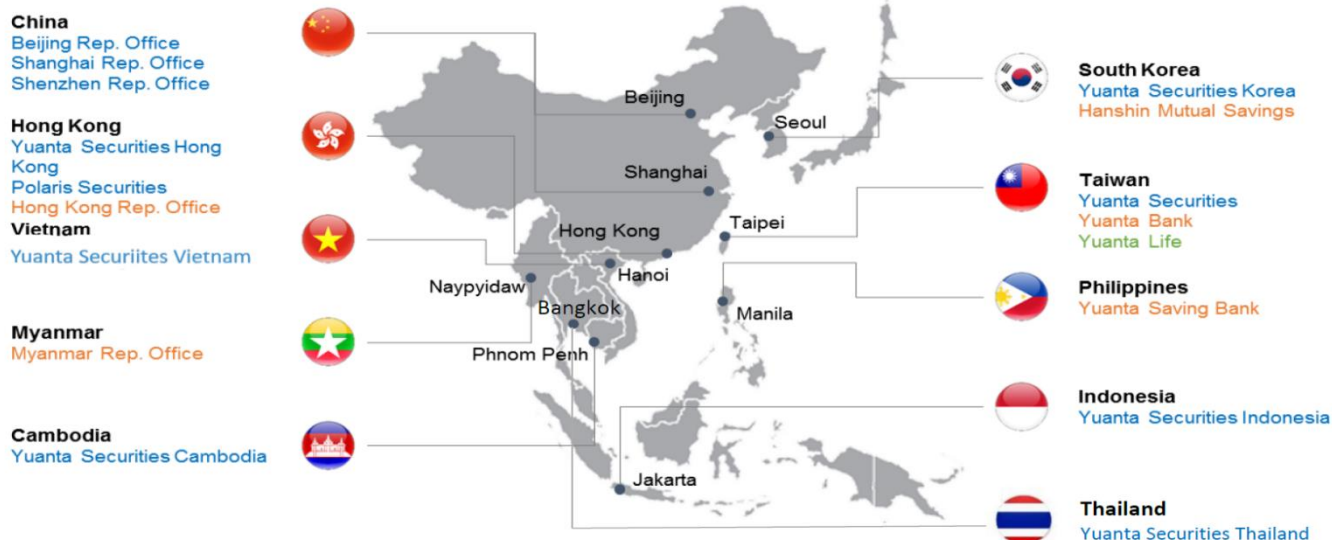 China
Beijing Rep. Office
Shanghai Rep. Office
Shenzhen Rep. Office
Hong Kong
Yuanta Securities Hong
Kong
Polaris Securities
Hong Kong Rep. Office
Vietnam
Yuanta Securiites Vietnam
Myanmar
Myanmar Rep. Office
Cambodia
Yuanta Securities Cambodia
Beijing
Seoul
Shanghai
Taipei
Hong Kong
Hanoi
Naypyidaw
Bangkok
Manila
Phnom Penh
Jakarta
South Korea
Yuanta Securities Korea
Hanshin Mutual Savings
Taiwan
Yuanta Securities
Yuanta Bank
Yuanta Life
Philippines
Yuanta Saving Bank
Indonesia
Yuanta Securities Indonesia
Thailand
Yuanta Securities Thailand